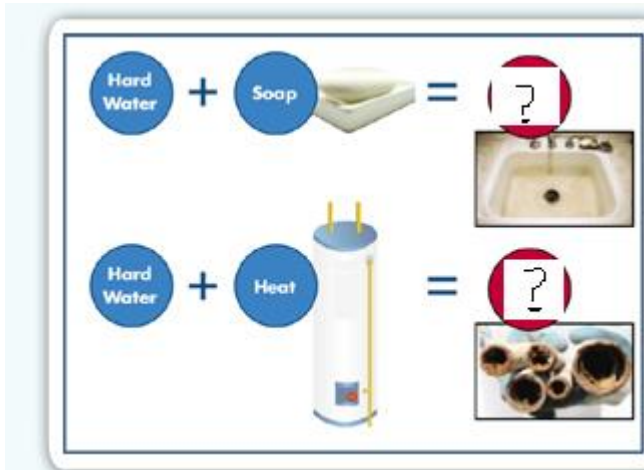 Hard
Water
+
Soap
=
?
Hard
Water
+
Heat
=
?